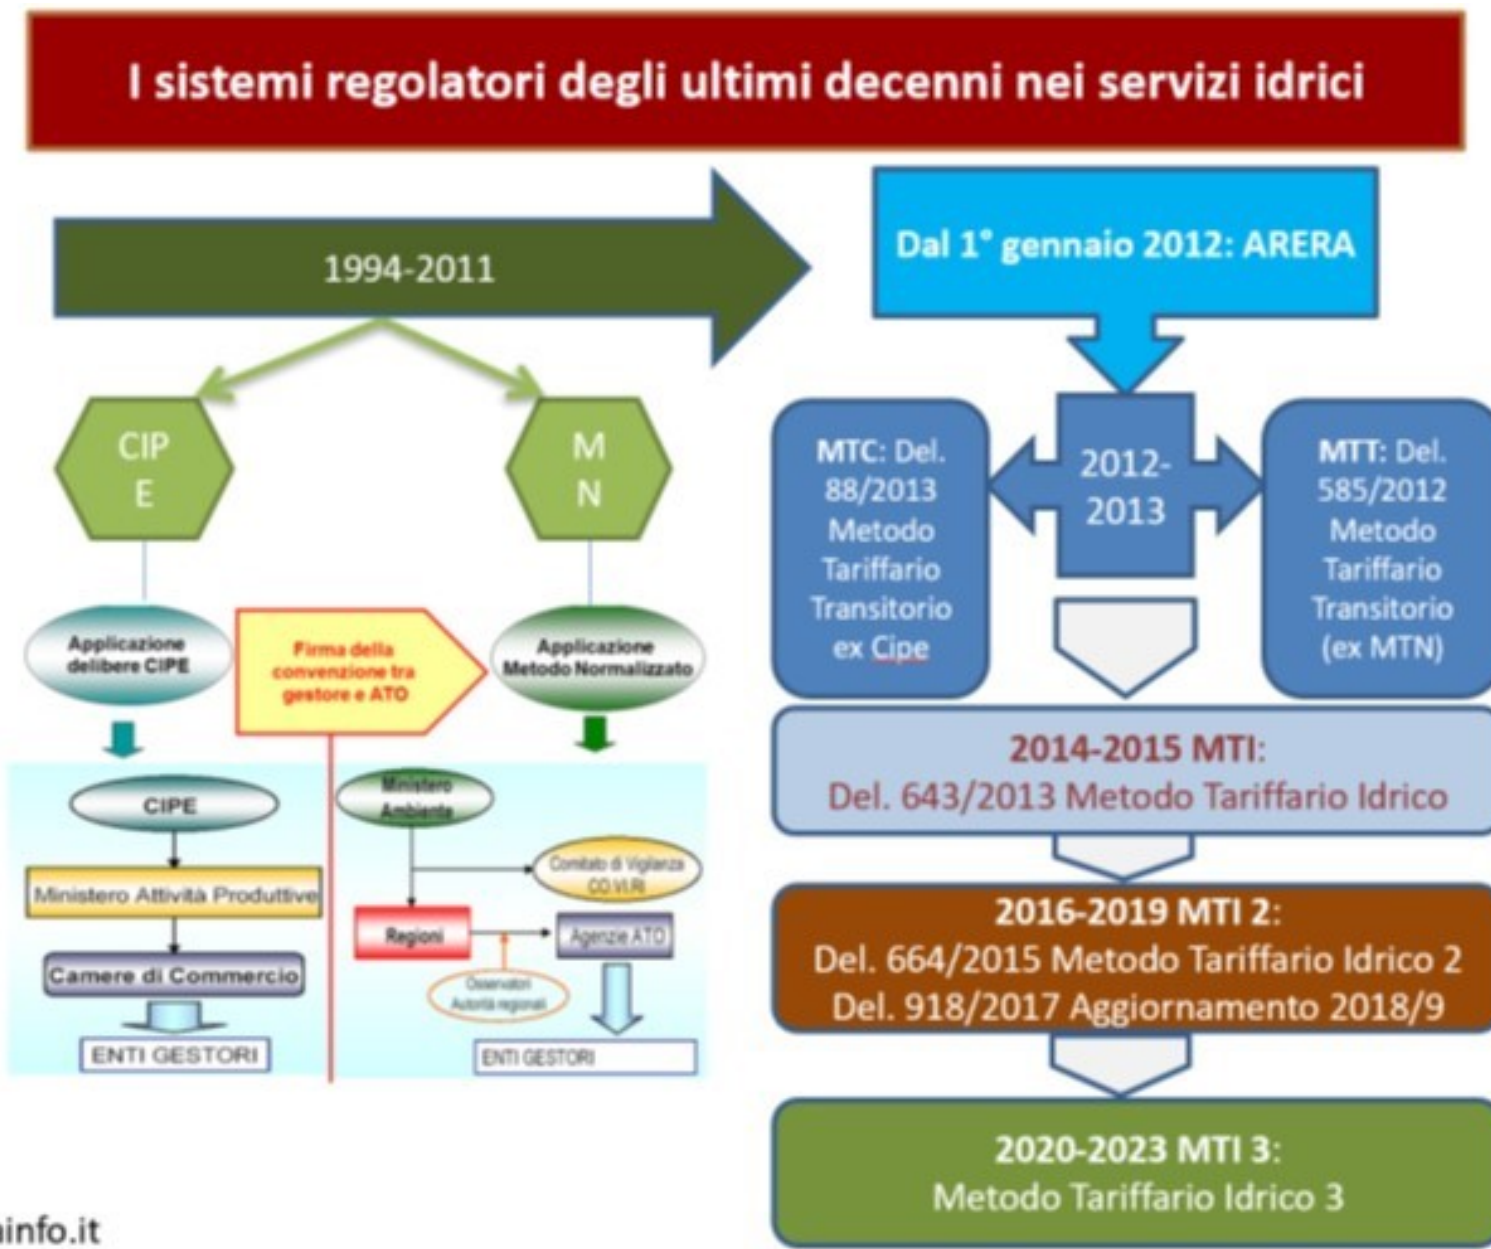 I sistemi regolatori degli ultimi decenni nei servizi idrici
1994-2011
CIP
E
M
N
Applicazione
delibere CIPE
Firma della
convenzione tra
gestore e ATO
Applicazione
Metodo Normalizzato
CIPE
Ministero Attività Produttive
Camere di Commercio
ENTI GESTORI
Ministero
Ambiente
Comitato di Vigilanza
CO.VI.RI
Regioni
Agenzie ATO
Osservatori
Autorità regionali
ENTI GESTORI
Dal 1° gennaio 2012: ARERA
MTC: Del.
88/2013
Metodo
Tariffario
Transitorio
ex Cipe
2012-
2013
MTT: Del.
585/2012
Metodo
Tariffario
Transitorio
(ex MTN)
2014-2015 MTI:
Del. 643/2013 Metodo Tariffario Idrico
2016-2019 MTI 2:
Del. 664/2015 Metodo Tariffario Idrico 2
Del. 918/2017 Aggiornamento 2018/9
2020-2023 MTI 3:
Metodo Tariffario Idrico 3